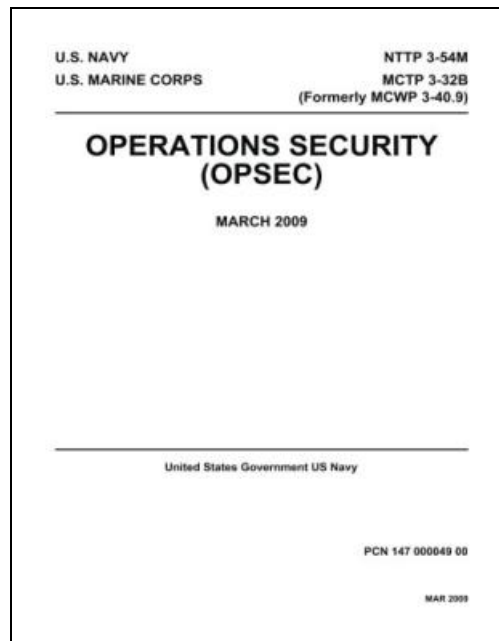 U.S. NAVY NTTP 3-54M
U.S. MARINE CORPS MCTP 3-32B
(Formerly MCWP 3-40.9)
OPERATIONS SECURITY
(OPSEC)
MARCH 2009
United States Government US Navy
PCN 147 000049 00
MAR 2009